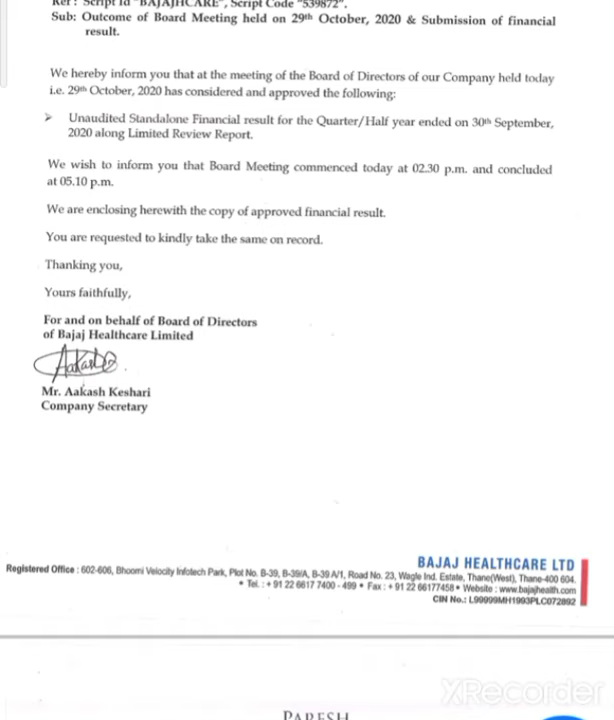 Ref : Script Id "BAJAJHCARE", Script Code "539872".
Sub: Outcome of Board Meeting held on 29th October, 2020 & Submission of financial
result.
We hereby inform you that at the meeting of the Board of Directors of our Company held today
i.e. 29th October, 2020 has considered and approved the following:
➤ Unaudited Standalone Financial result for the Quarter/Half year ended on 30th September,
2020 along Limited Review Report.
We wish to inform you that Board Meeting commenced today at 02.30 p.m. and concluded
at 05.10 p.m.
We are enclosing herewith the copy of approved financial result.
You are requested to kindly take the same on record.
Thanking you,
Yours faithfully,
For and on behalf of Board of Directors
of Bajaj Healthcare Limited
Mr. Aakash Keshari
Company Secretary
BAJAJ HEALTHCARE LTD
Registered Office : 602-606, Bhoomi Velocity Infotech Park, Plot No. B-39, B-39/A, B-39 A/1, Road No. 23, Wagle Ind. Estate, Thane(West), Thane-400 604.
• Tel. : + 91 22 6617 7400 - 499 • Fax : + 91 22 66177458 • Website : www.bajajhealth.com
CIN No.: L99999MH1993PLC072892
XRecorder
PARESH